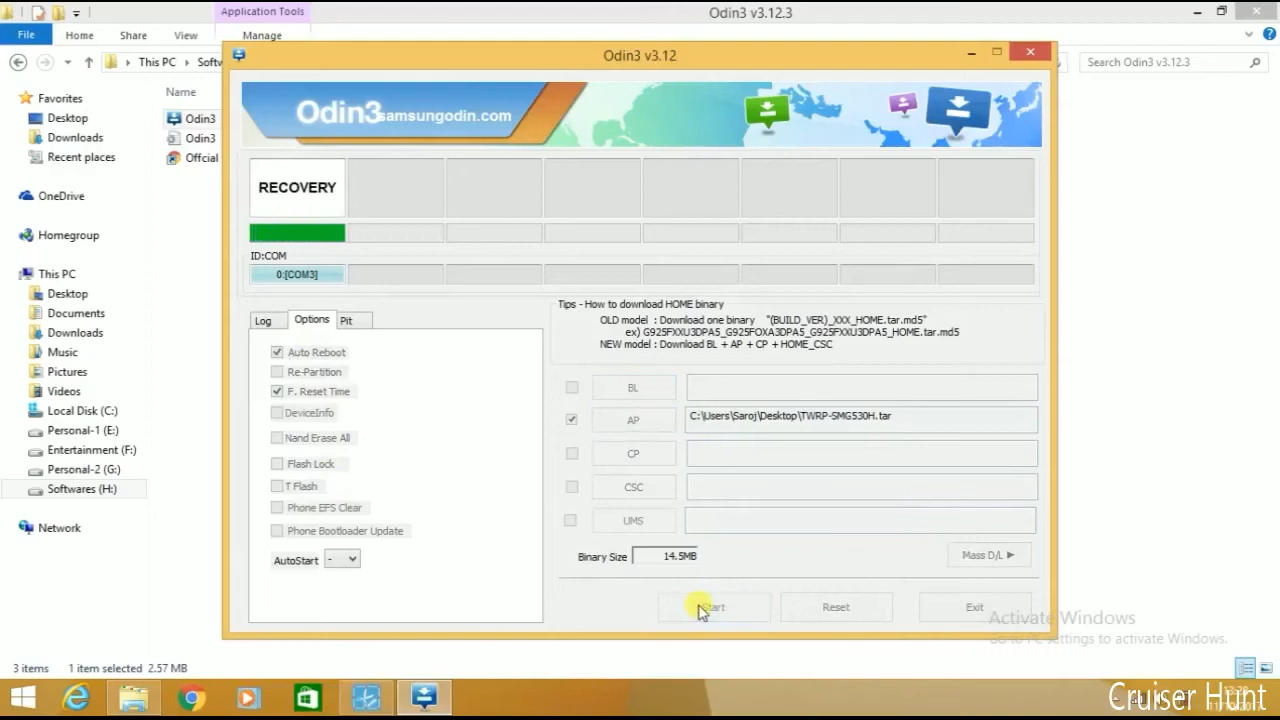 Application Tools
Odin3 v3.12.3
File
Home
Share
View
Manage
This PC
Softw
Search Odin3 v3.12.3
Favorites
Desktop
Downloads
Recent places
OneDrive
Homegroup
This PC
Desktop
Documents
Downloads
Music
Pictures
Videos
Local Disk (C:)
Personal-1 (E:)
Entertainment (F:)
Personal-2 (G:)
Softwares (H:)
Network
Name
Odin3
Odin3
Offcial
Odin3 v3.12
Odin3
samsungodin.com
RECOVERY
ID:COM
0:[COM3]
Log
Options
Pit
Auto Reboot
Re-Partition
F. Reset Time
DeviceInfo
Nand Erase All
Flash Lock
T Flash
Phone EFS Clear
Phone Bootloader Update
AutoStart
-
Tips - How to download HOME binary
OLD model : Download one binary "(BUILD_VER)_XXX_HOME.tar.md5"
ex) G925FXXU3DPA5_G925FOXA3DPA5_G925FXXU3DPA5_HOME.tar.md5
NEW model : Download BL + AP + CP + HOME_CSC
BL
AP
C:\Users\Saroj\Desktop\TWRP-SMG530H.tar
CP
CSC
UMS
Binary Size
14.5MB
Mass D/L ▶
Start
Reset
Exit
Activate Windows
Go to PC settings to activate Windows.
3 items
1 item selected 2.57 MB
Cruiser Hunt